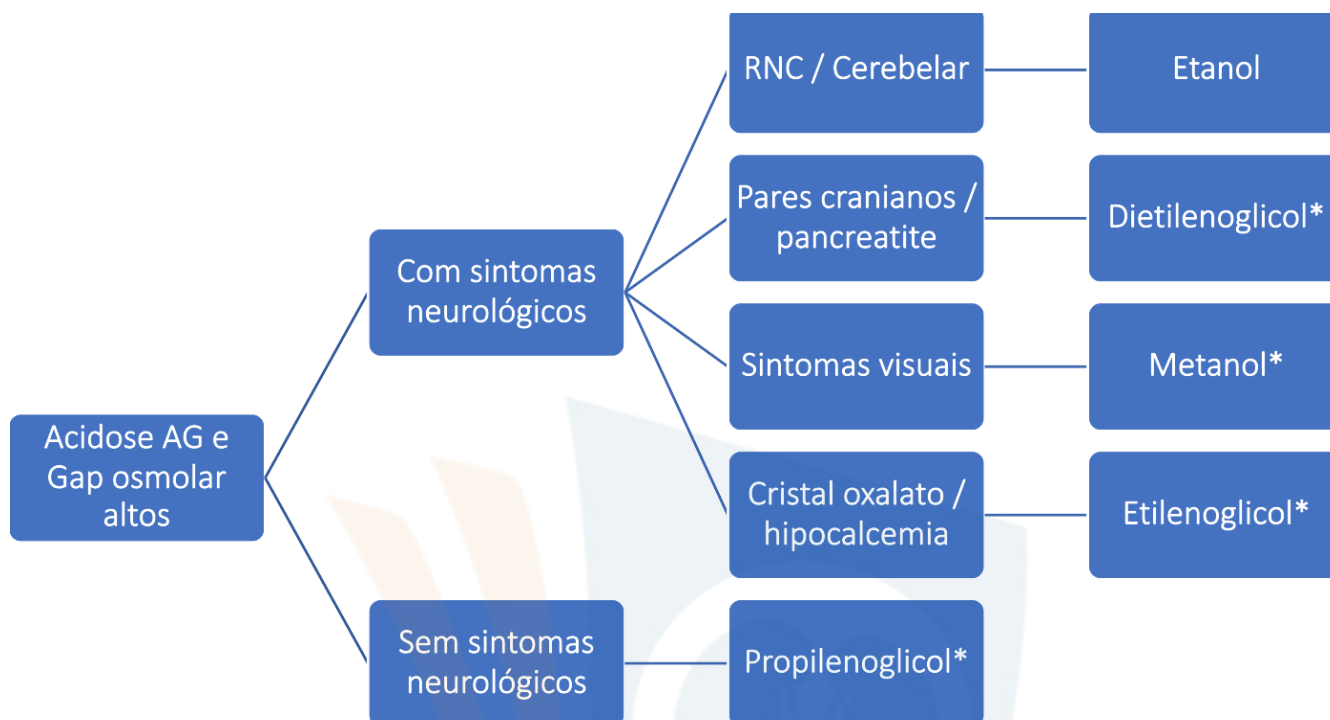 RNC / Cerebelar
Etanol
Pares cranianos /
pancreatite
Dietilenoglicol*
Com sintomas
neurológicos
Sintomas visuais
Metanol*
Acidose AG e
Gap osmolar
altos
Cristal oxalato /
hipocalcemia
Etilenoglicol*
Sem sintomas
neurológicos
Propilenoglicol*